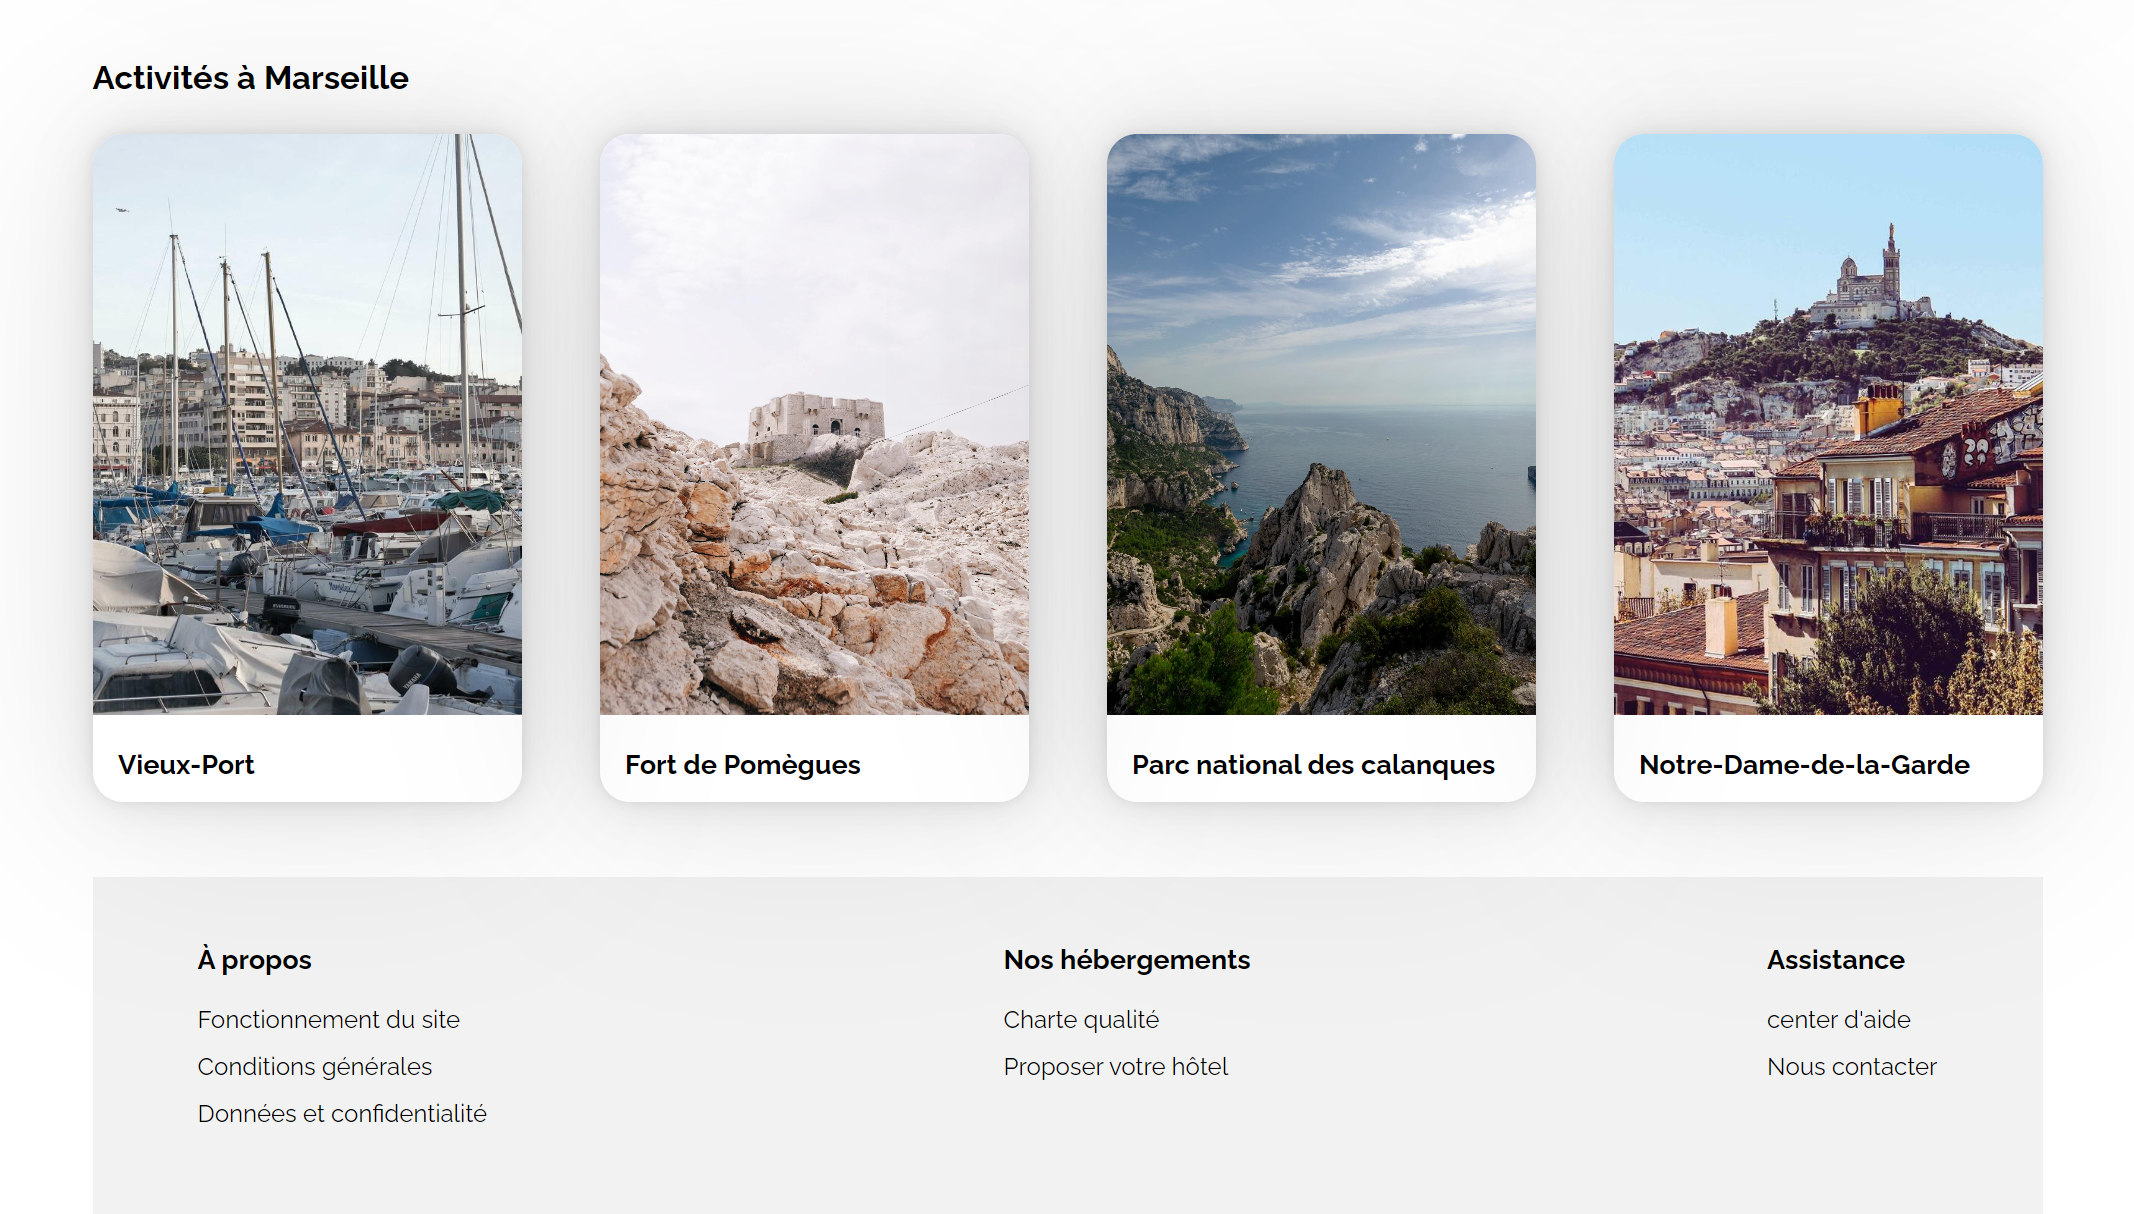 Activités à Marseille
Vieux-Port
Fort de Pomègues
Parc national des calanques
Notre-Dame-de-la-Garde
À propos
Fonctionnement du site
Conditions générales
Données et confidentialité
Nos hébergements
Charte qualité
Proposer votre hôtel
Assistance
center d'aide
Nous contacter